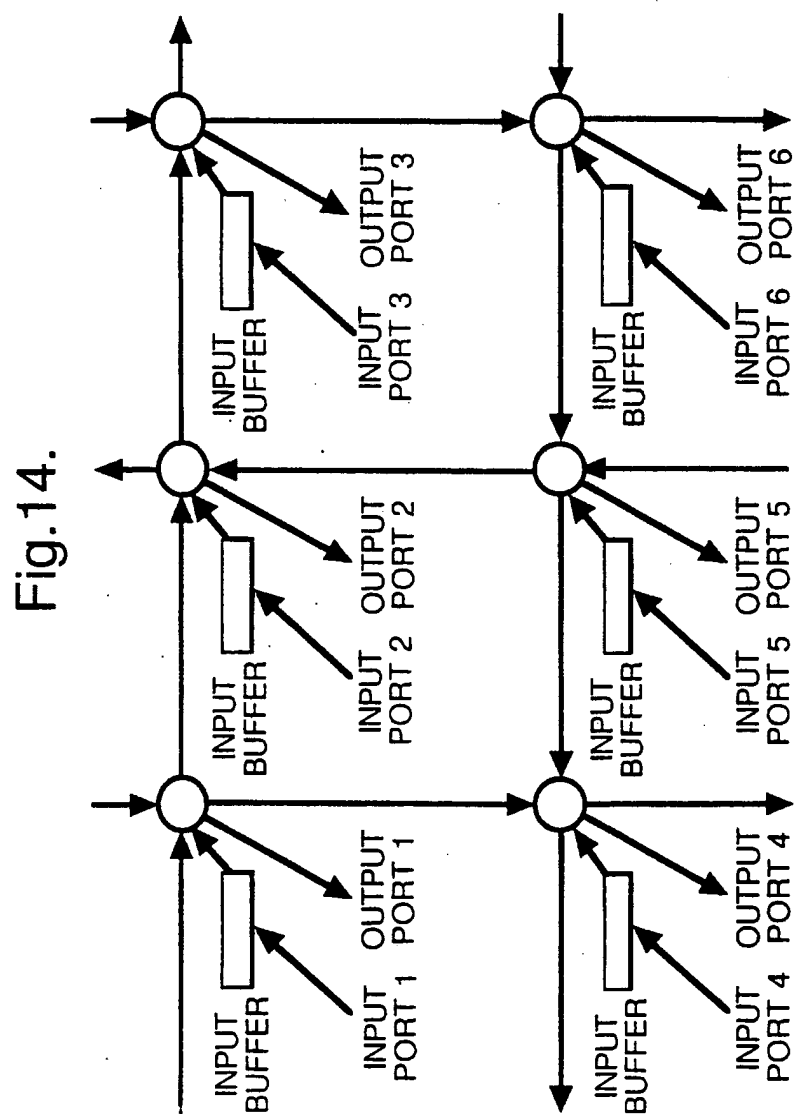 Fig.14.
INPUT
BUFFER
INPUT
PORT 1
OUTPUT
PORT 1
INPUT
BUFFER
INPUT
PORT 2
OUTPUT
PORT 2
INPUT
BUFFER
INPUT
PORT 3
OUTPUT
PORT 3
INPUT
BUFFER
INPUT
PORT 4
OUTPUT
PORT 4
INPUT
BUFFER
INPUT
PORT 5
OUTPUT
PORT 5
INPUT
BUFFER
INPUT
PORT 6
OUTPUT
PORT 6